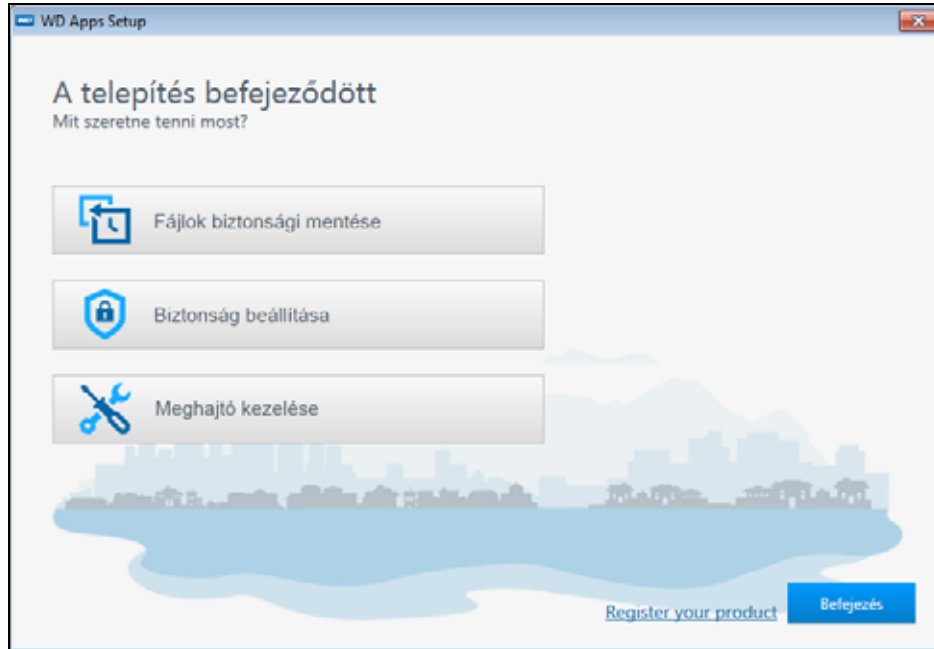 WD Apps Setup
A telepítés befejeződött
Mit szeretne tenni most?
Fájlok biztonsági mentése
Biztonság beállítása
Meghajtó kezelése
Register your product
Befejezés